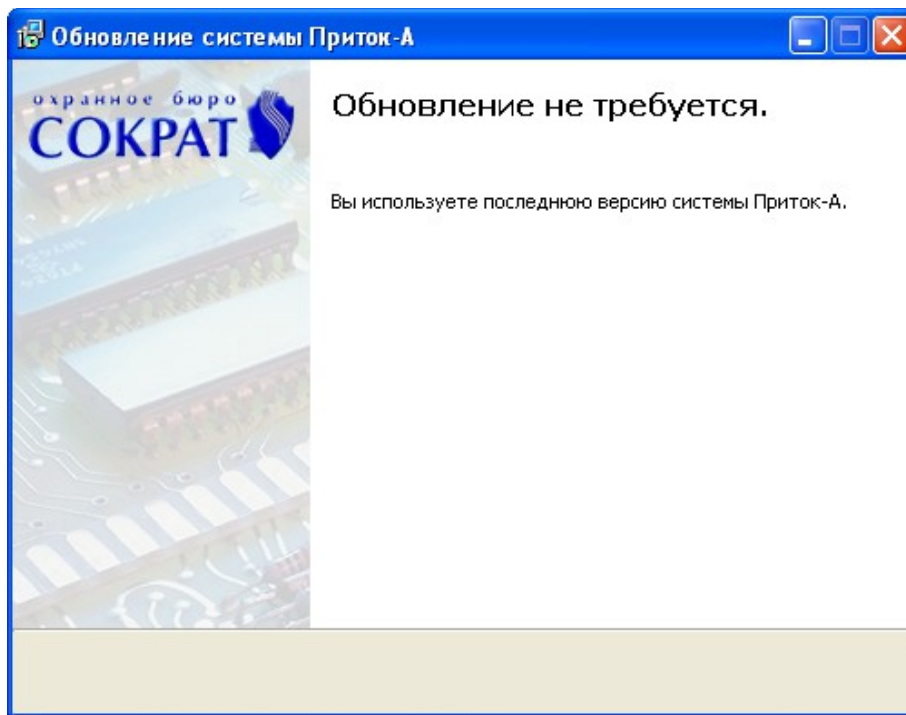 Обновление системы Приток-А
охранное бюро
СОКРАТ
Обновление не требуется.
Вы используете последнюю версию системы Приток-А.